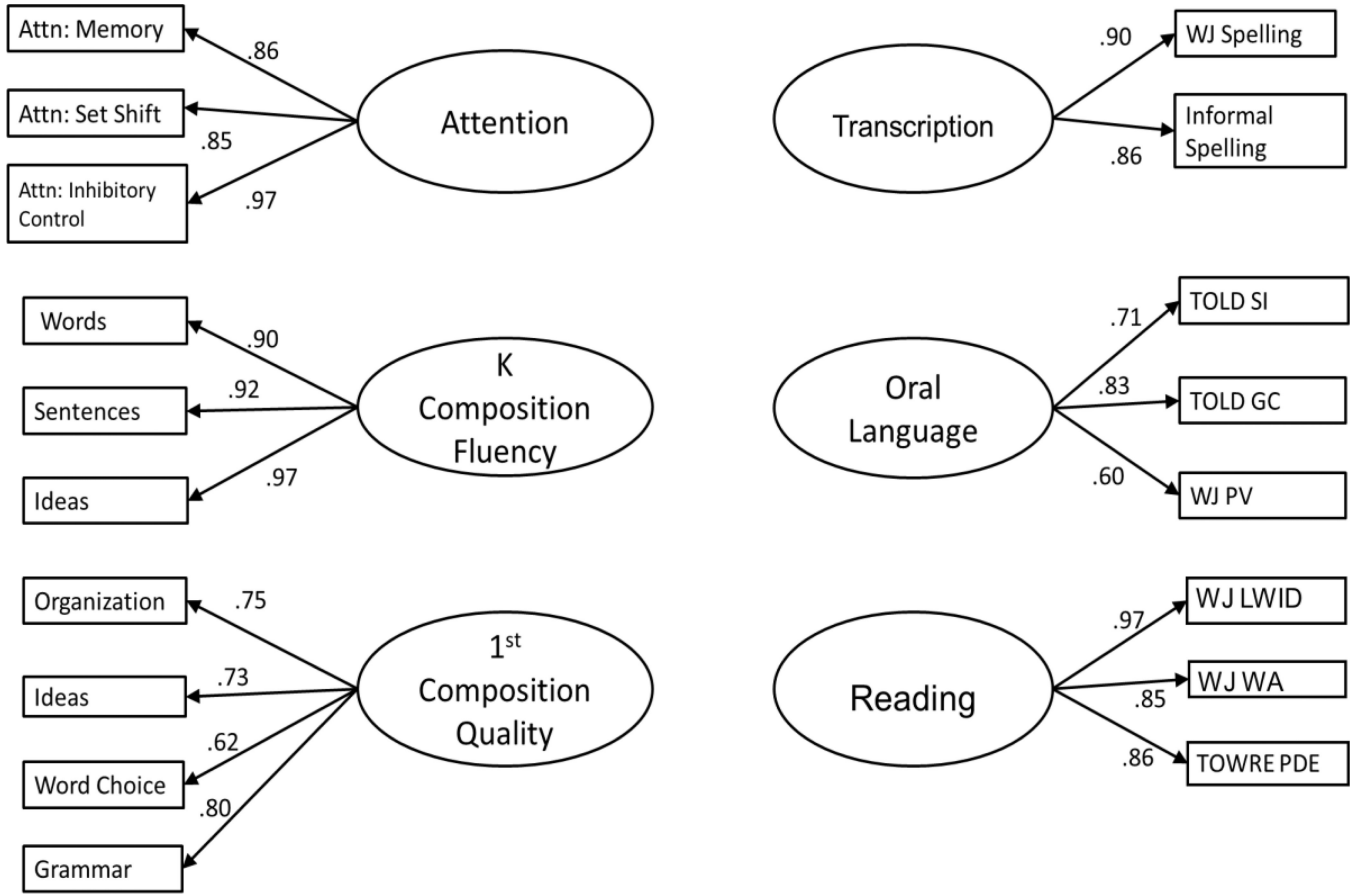 Attn: Memory
.86
Attn: Set Shift
.85
Attn: Inhibitory
Control
.97
Attention
.90
WJ Spelling
Informal
Spelling
.86
Transcription
Words
.90
Sentences
.92
Ideas
.97
K
Composition
Fluency
.71
TOLD SI
.83
TOLD GC
.60
WJ PV
Oral
Language
Organization
.75
Ideas
.73
Word Choice
.62
Grammar
.80
1st
Composition
Quality
.97
WJ LWID
.85
WJ WA
.86
TOWRE PDE
Reading